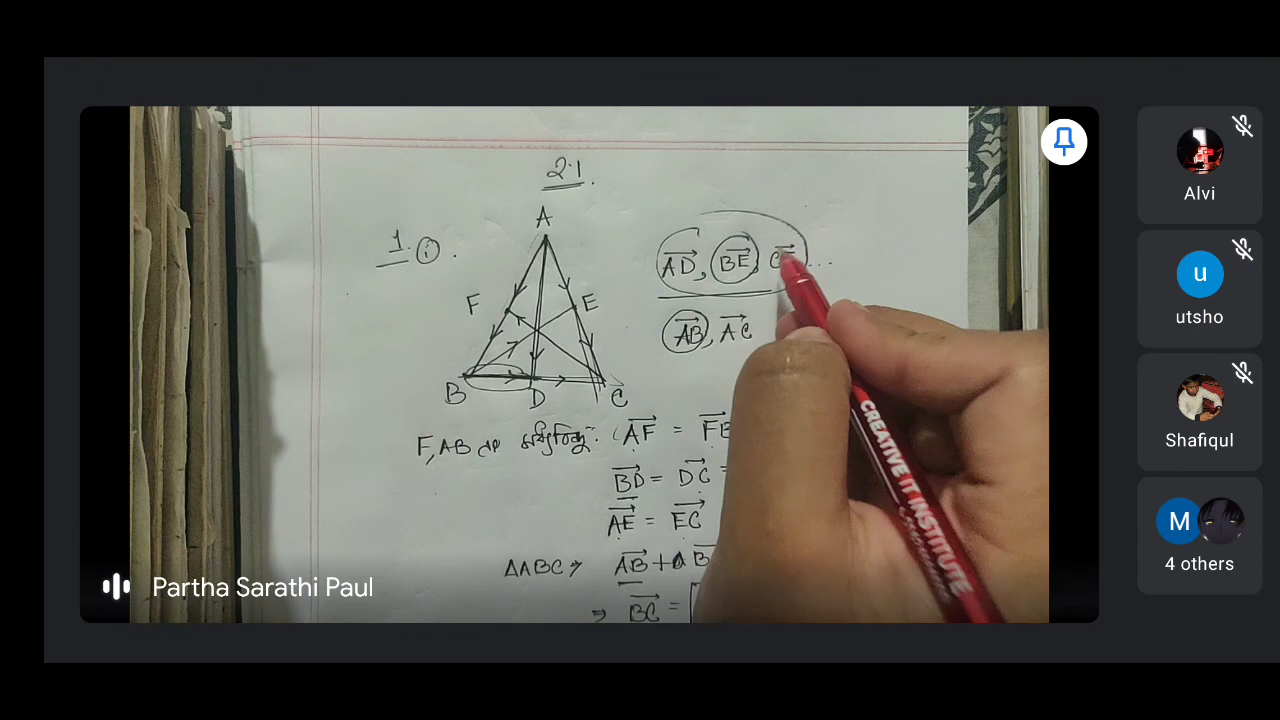 2.1.
A
1. i.
AD, BE, C
...
F
E
AB, AC
B
D
C
F, AB এর মধ্যবিন্দু. AF = FB
BD = DC =
AE = EC
ΔABC ⇒ AB + B
⇒ BC =
CREATIVE IT INSTITUTE
Partha Sarathi Paul
Alvi
u
utsho
Shafiqul
M
4 others